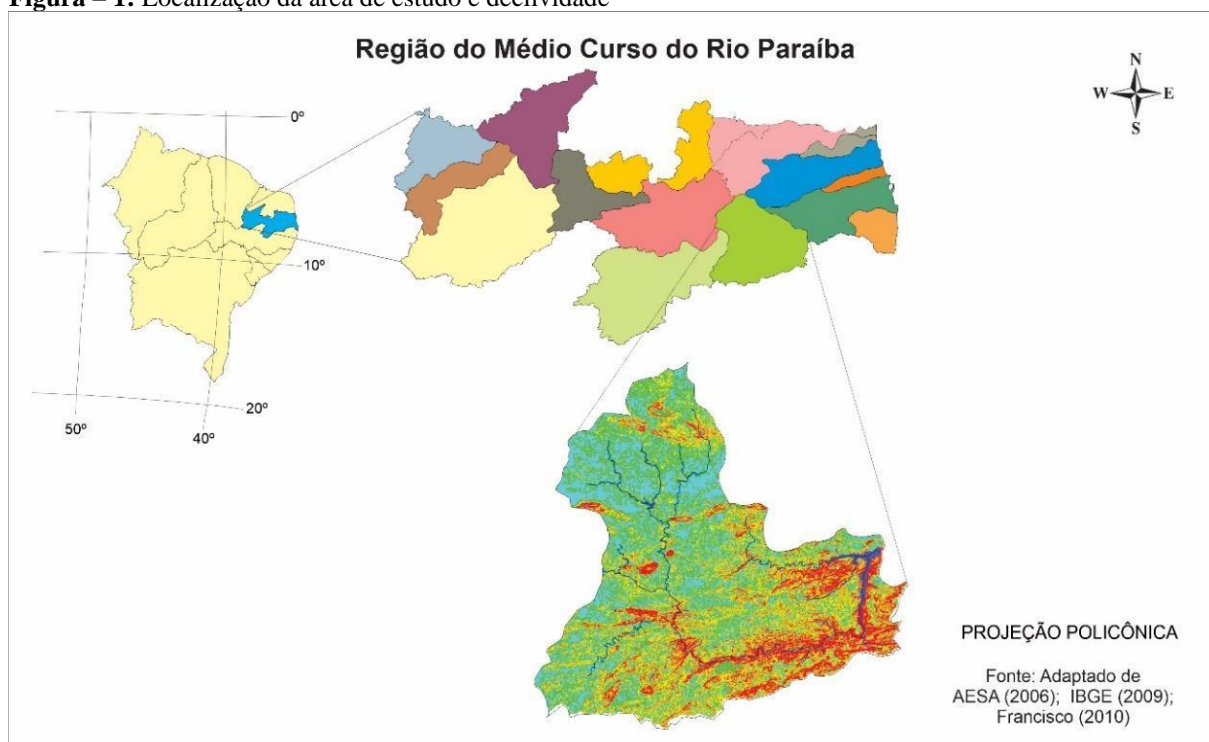 Figura – 1: Localização da área de estudo e declividade
Região do Médio Curso do Rio Paraíba
N
W
E
S
0º
10º
20º
50º
40º
PROJEÇÃO POLICÔNICA
Fonte: Adaptado de
AESA (2006); IBGE (2009);
Francisco (2010)